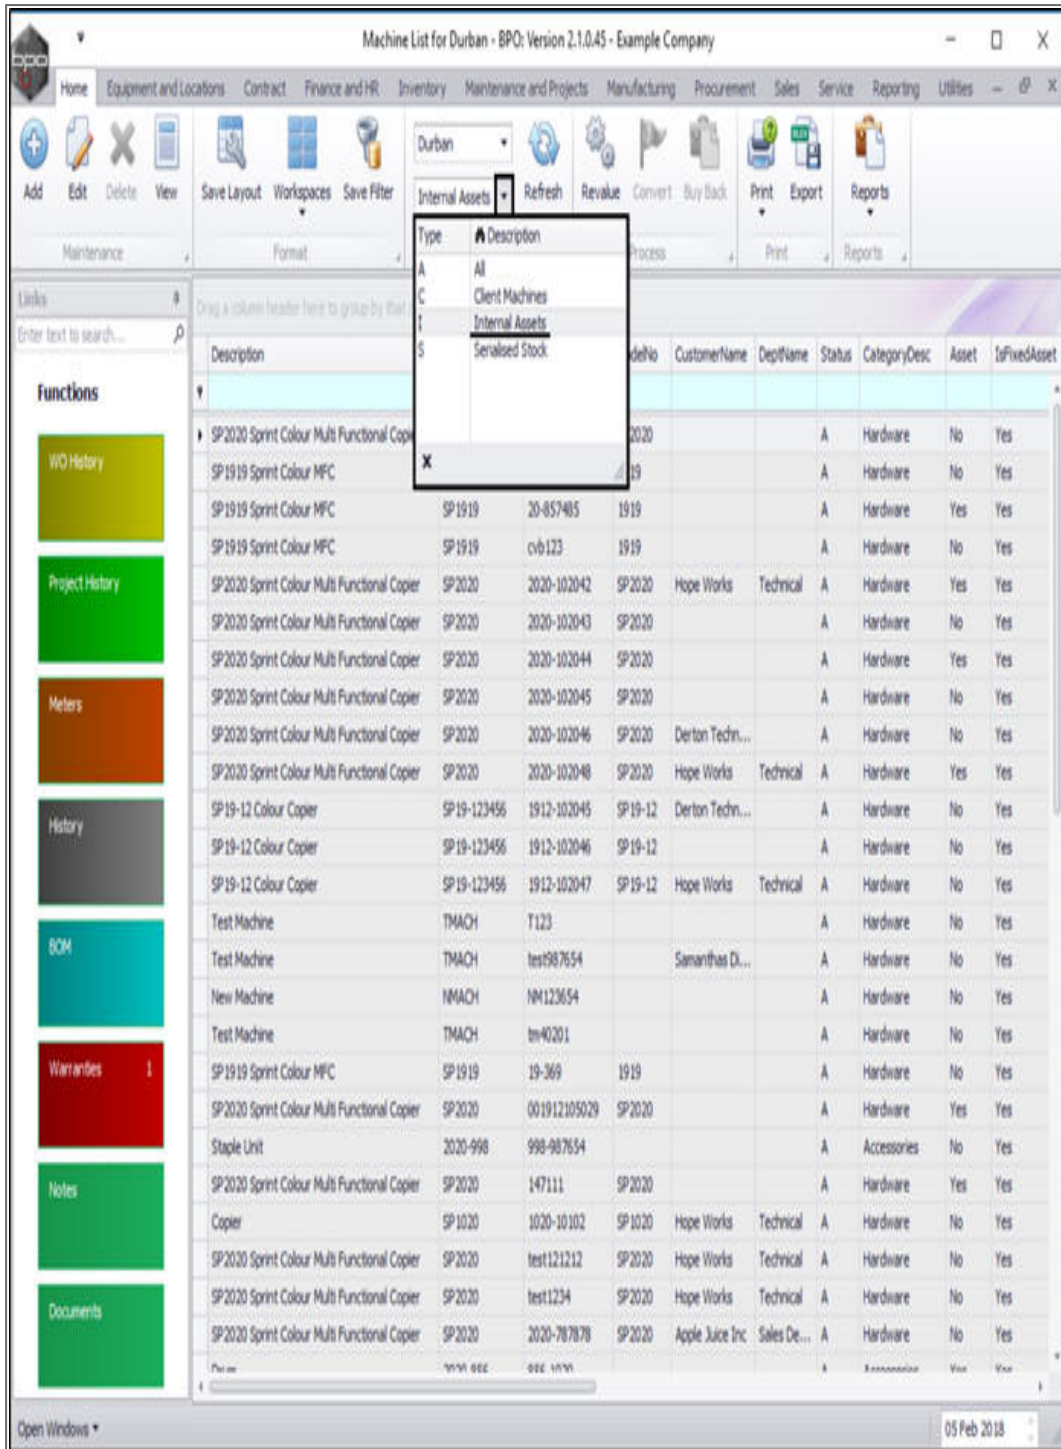 bpo
Machine List for Durban - BPO: Version 2.1.0.45 - Example Company
Home Equipment and Locations Contract Finance and HR Inventory Maintenance and Projects Manufacturing Procurement Sales Service Reporting Utilities
Durban
Add Edit Delete View Save Layout Workspaces Save Filter Internal Assets Refresh Revalue Convert Buy Back Print Export Reports
Maintenance Format Process Print Reports
Type Description
A All
C Client Machines
I Internal Assets
S Serialised Stock
Links
Enter text to search...
Drag a column header here to group by that
Functions
WO History
Project History
Meters
History
BOM
Warranties 1
Notes
Documents
Description delNo CustomerName DeptName Status CategoryDesc Asset IsFixedAsset
SP2020 Sprint Colour Multi Functional Copi 2020 A Hardware No Yes
SP1919 Sprint Colour MFC 19 A Hardware No Yes
SP1919 Sprint Colour MFC SP1919 20-857485 1919 A Hardware Yes Yes
SP1919 Sprint Colour MFC SP1919 cvb123 1919 A Hardware No Yes
SP2020 Sprint Colour Multi Functional Copier SP2020 2020-102042 SP2020 Hope Works Technical A Hardware Yes Yes
SP2020 Sprint Colour Multi Functional Copier SP2020 2020-102043 SP2020 A Hardware No Yes
SP2020 Sprint Colour Multi Functional Copier SP2020 2020-102044 SP2020 A Hardware Yes Yes
SP2020 Sprint Colour Multi Functional Copier SP2020 2020-102045 SP2020 A Hardware No Yes
SP2020 Sprint Colour Multi Functional Copier SP2020 2020-102046 SP2020 Derton Techn... A Hardware No Yes
SP2020 Sprint Colour Multi Functional Copier SP2020 2020-102048 SP2020 Hope Works Technical A Hardware Yes Yes
SP19-12 Colour Copier SP19-123456 1912-102045 SP19-12 Derton Techn... A Hardware No Yes
SP19-12 Colour Copier SP19-123456 1912-102046 SP19-12 A Hardware No Yes
SP19-12 Colour Copier SP19-123456 1912-102047 SP19-12 Hope Works Technical A Hardware No Yes
Test Machine TMACH T123 A Hardware No Yes
Test Machine TMACH test987654 Samanthas Di... A Hardware No Yes
New Machine NMACH NM123654 A Hardware No Yes
Test Machine TMACH tm40201 A Hardware No Yes
SP1919 Sprint Colour MFC SP1919 19-369 1919 A Hardware No Yes
SP2020 Sprint Colour Multi Functional Copier SP2020 001912105029 SP2020 A Hardware Yes Yes
Staple Unit 2020-998 998-987654 A Accessories No Yes
SP2020 Sprint Colour Multi Functional Copier SP2020 147111 SP2020 A Hardware Yes Yes
Copier SP1020 1020-10102 SP1020 Hope Works Technical A Hardware No Yes
SP2020 Sprint Colour Multi Functional Copier SP2020 test121212 SP2020 Hope Works Technical A Hardware No Yes
SP2020 Sprint Colour Multi Functional Copier SP2020 test1234 SP2020 Hope Works Technical A Hardware No Yes
SP2020 Sprint Colour Multi Functional Copier SP2020 2020-787878 SP2020 Apple Juice Inc Sales De... A Hardware No Yes
Open Windows 05 Feb 2018